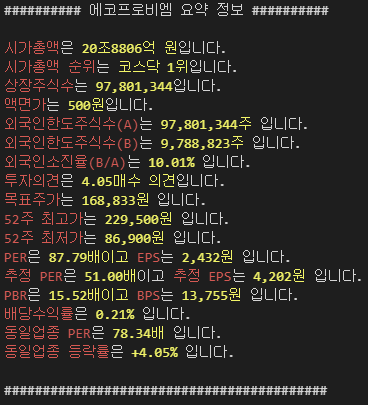 ########## 에코프로비엠 요약 정보 ##########
시가총액은 20조8806억 원입니다.
시가총액 순위는 코스닥 1위입니다.
상장주식수는 97,801,344입니다.
액면가는 500원입니다.
외국인한도주식수(A)는 97,801,344주 입니다.
외국인한도주식수(B)는 9,788,823주 입니다.
외국인소진율(B/A)는 10.01% 입니다.
투자의견은 4.05매수 의견입니다.
목표주가는 168,833원 입니다.
52주 최고가는 229,500원 입니다.
52주 최저가는 86,900원 입니다.
PER은 87.79배이고 EPS는 2,432원 입니다.
추정 PER은 51.00배이고 추정 EPS는 4,202원 입니다.
PBR은 15.52배이고 BPS는 13,755원 입니다.
배당수익률은 0.21% 입니다.
동일업종 PER은 78.34배 입니다.
동일업종 등락률은 +4.05% 입니다.
##########################################